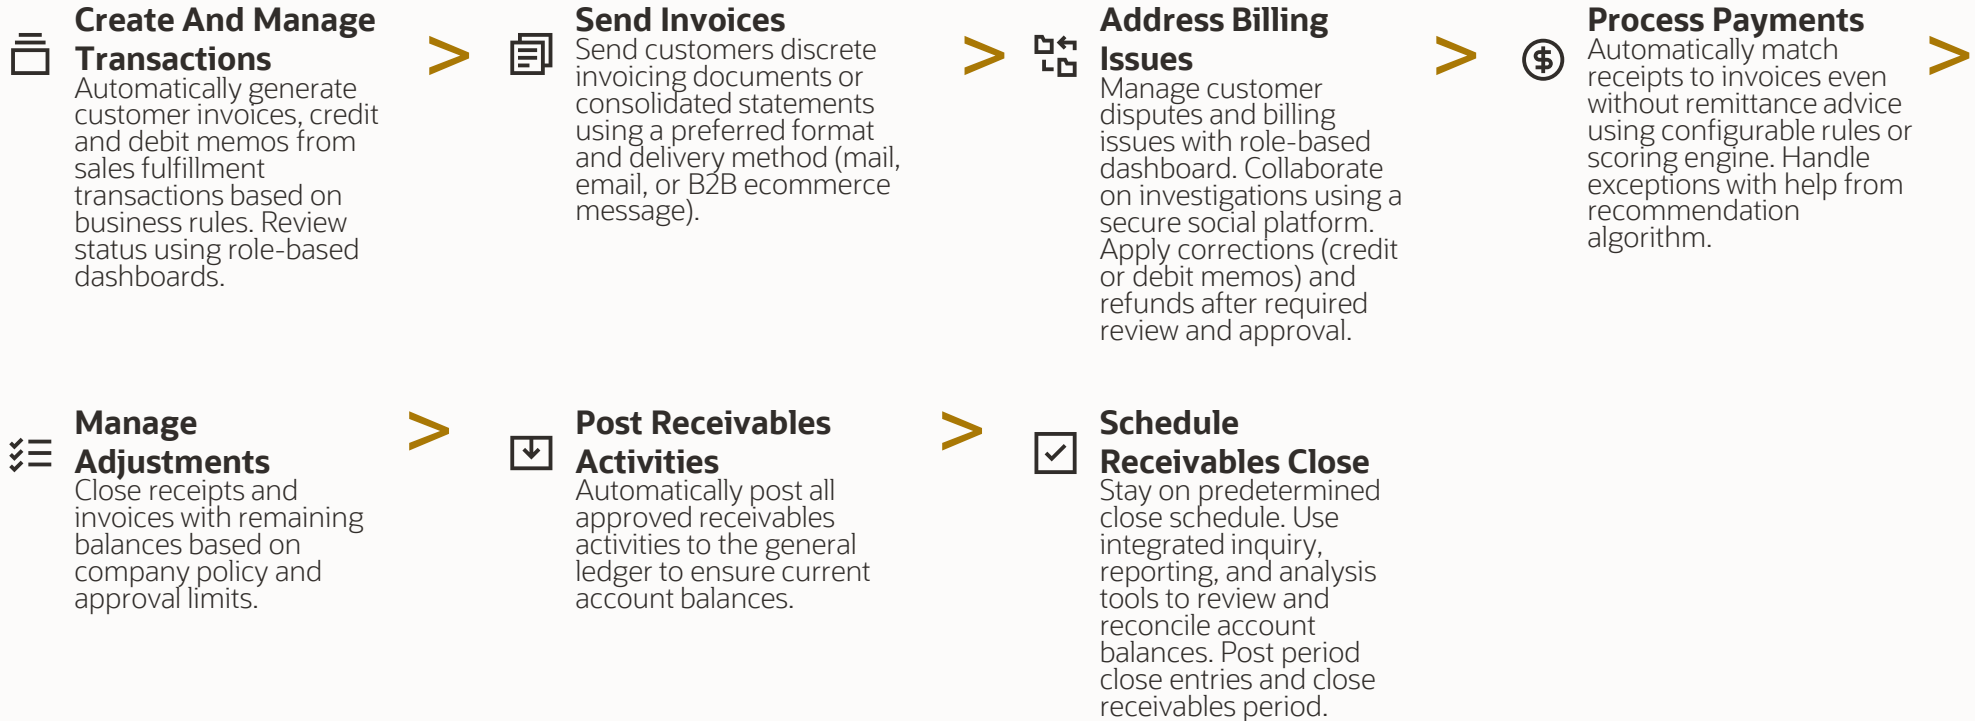 Create And Manage
Transactions
Automatically generate
customer invoices, credit
and debit memos from
sales fulfillment
transactions based on
business rules. Review
status using role-based
dashboards.
>
Send Invoices
Send customers discrete
invoicing documents or
consolidated statements
using a preferred format
and delivery method (mail,
email, or B2B ecommerce
message).
>
Address Billing
Issues
Manage customer
disputes and billing
issues with role-based
dashboard. Collaborate
on investigations using a
secure social platform.
Apply corrections (credit
or debit memos) and
refunds after required
review and approval.
>
Process Payments
Automatically match
receipts to invoices even
without remittance advice
using configurable rules or
scoring engine. Handle
exceptions with help from
recommendation
algorithm.
>
Manage
Adjustments
Close receipts and
invoices with remaining
balances based on
company policy and
approval limits.
>
Post Receivables
Activities
Automatically post all
approved receivables
activities to the general
ledger to ensure current
account balances.
>
Schedule
Receivables Close
Stay on predetermined
close schedule. Use
integrated inquiry,
reporting, and analysis
tools to review and
reconcile account
balances. Post period
close entries and close
receivables period.